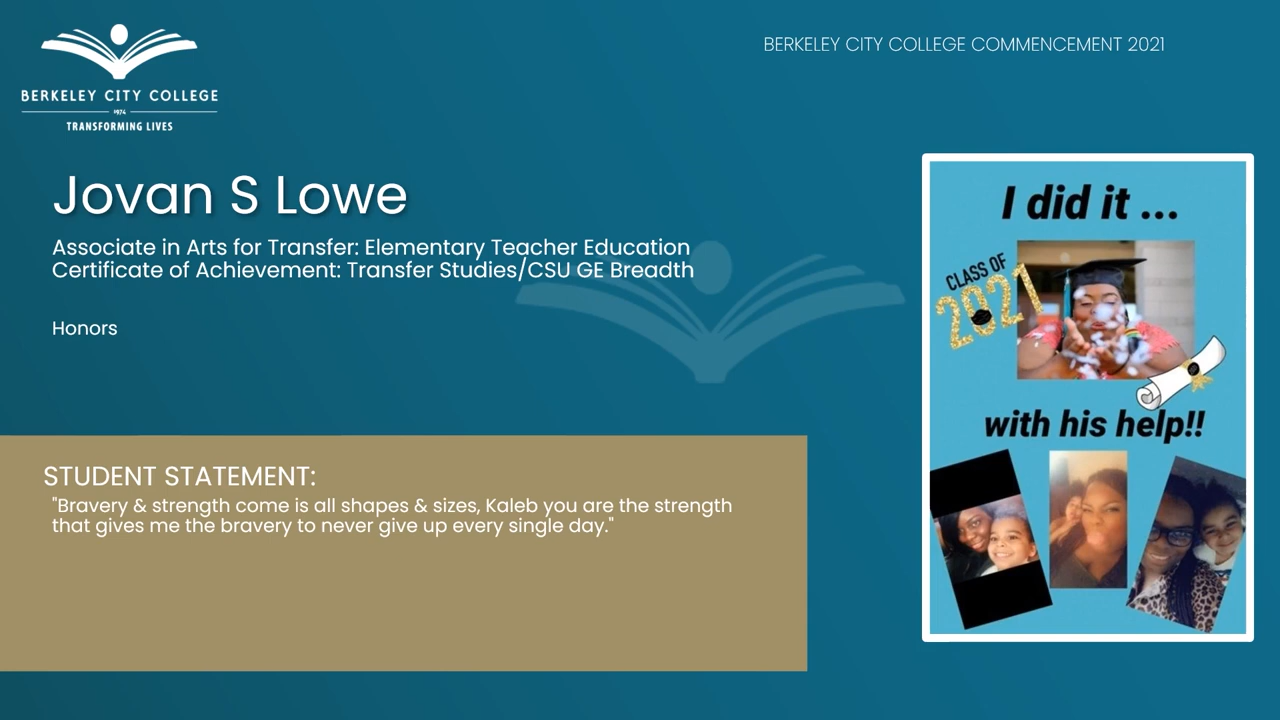 BERKELEY CITY COLLEGE
1974
TRANSFORMING LIVES
BERKELEY CITY COLLEGE COMMENCEMENT 2021
Jovan S Lowe
Associate in Arts for Transfer: Elementary Teacher Education
Certificate of Achievement: Transfer Studies/CSU GE Breadth
Honors
STUDENT STATEMENT:
"Bravery & strength come is all shapes & sizes, Kaleb you are the strength
that gives me the bravery to never give up every single day."
I did it ...
CLASS OF
2021
with his help!!